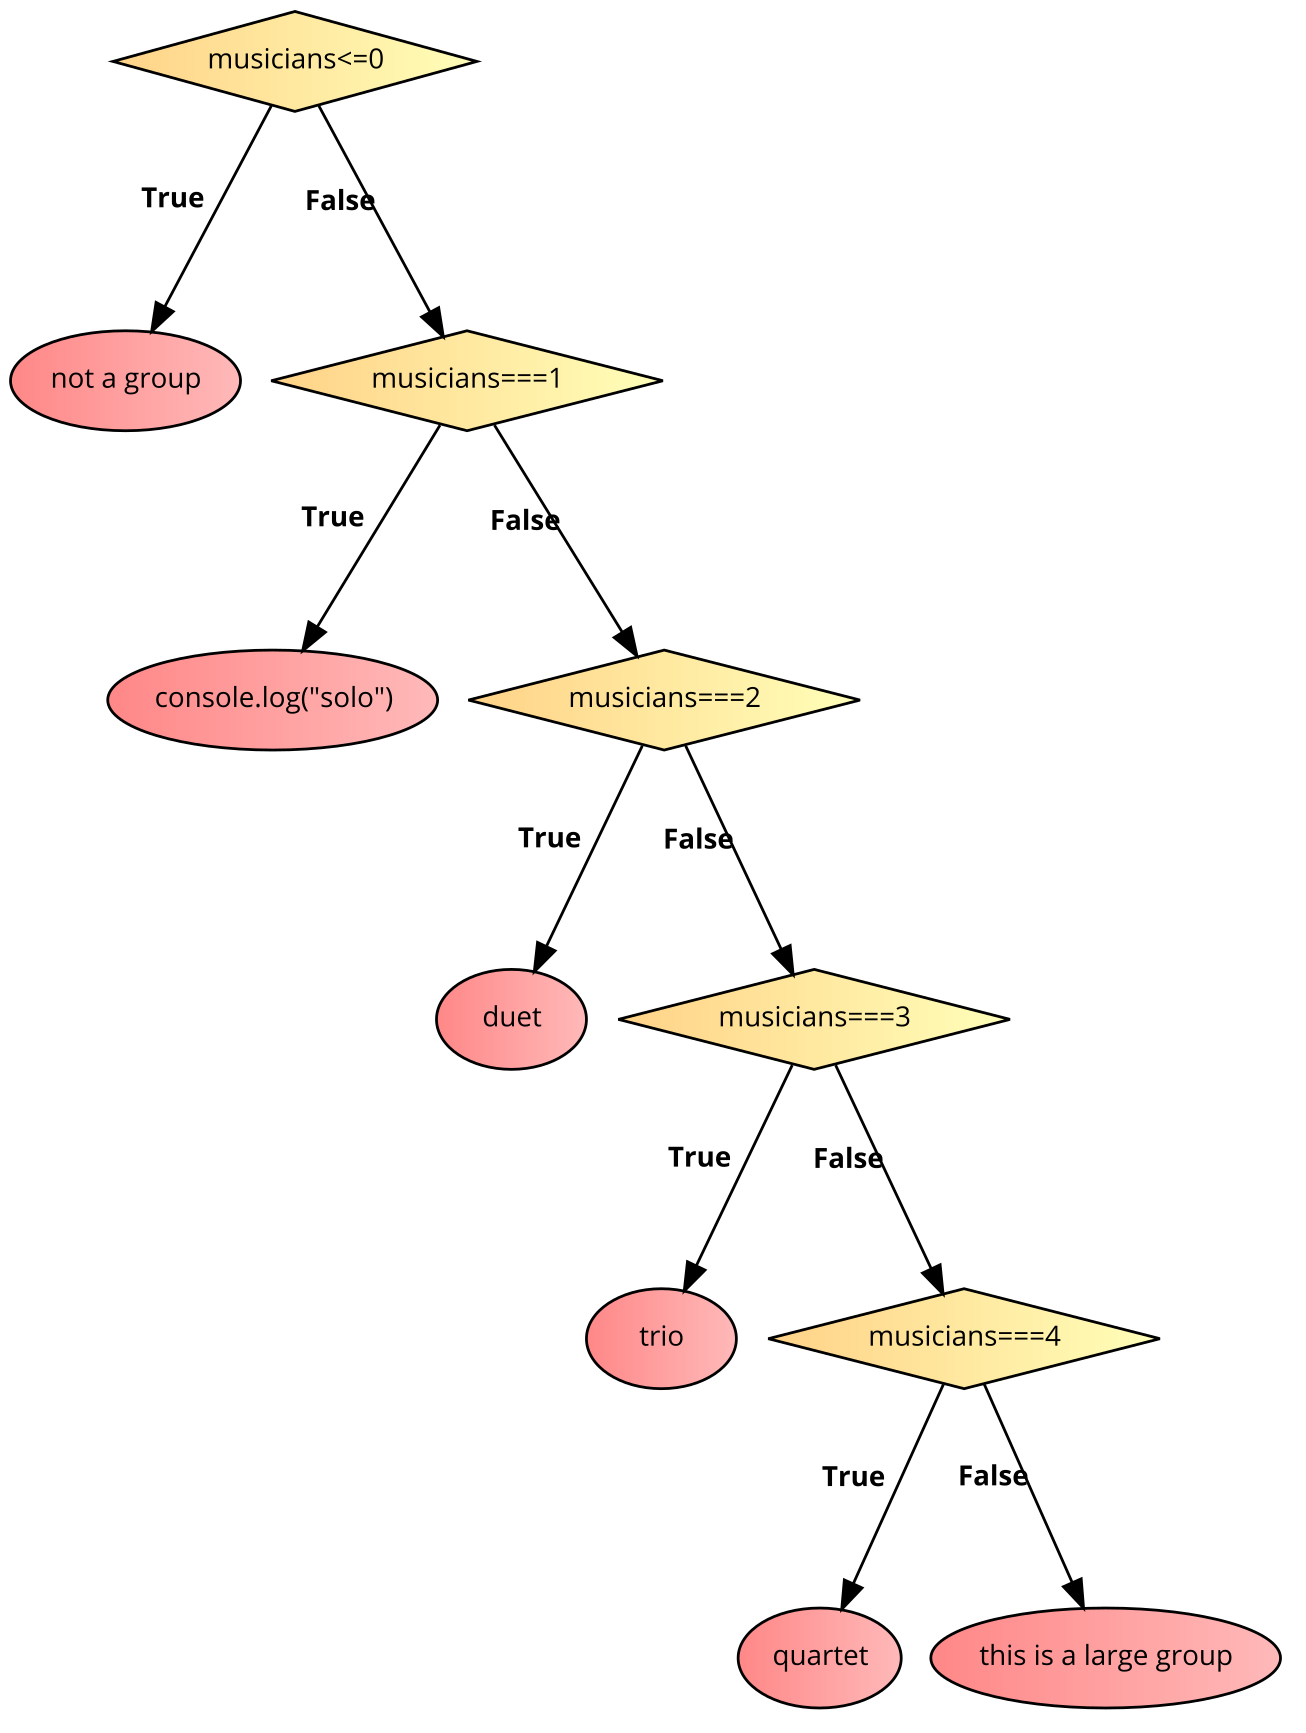 musicians<=0
True
False
not a group
musicians===1
True
False
console.log("solo")
musicians===2
True
False
duet
musicians===3
True
False
trio
musicians===4
True
False
quartet
this is a large group